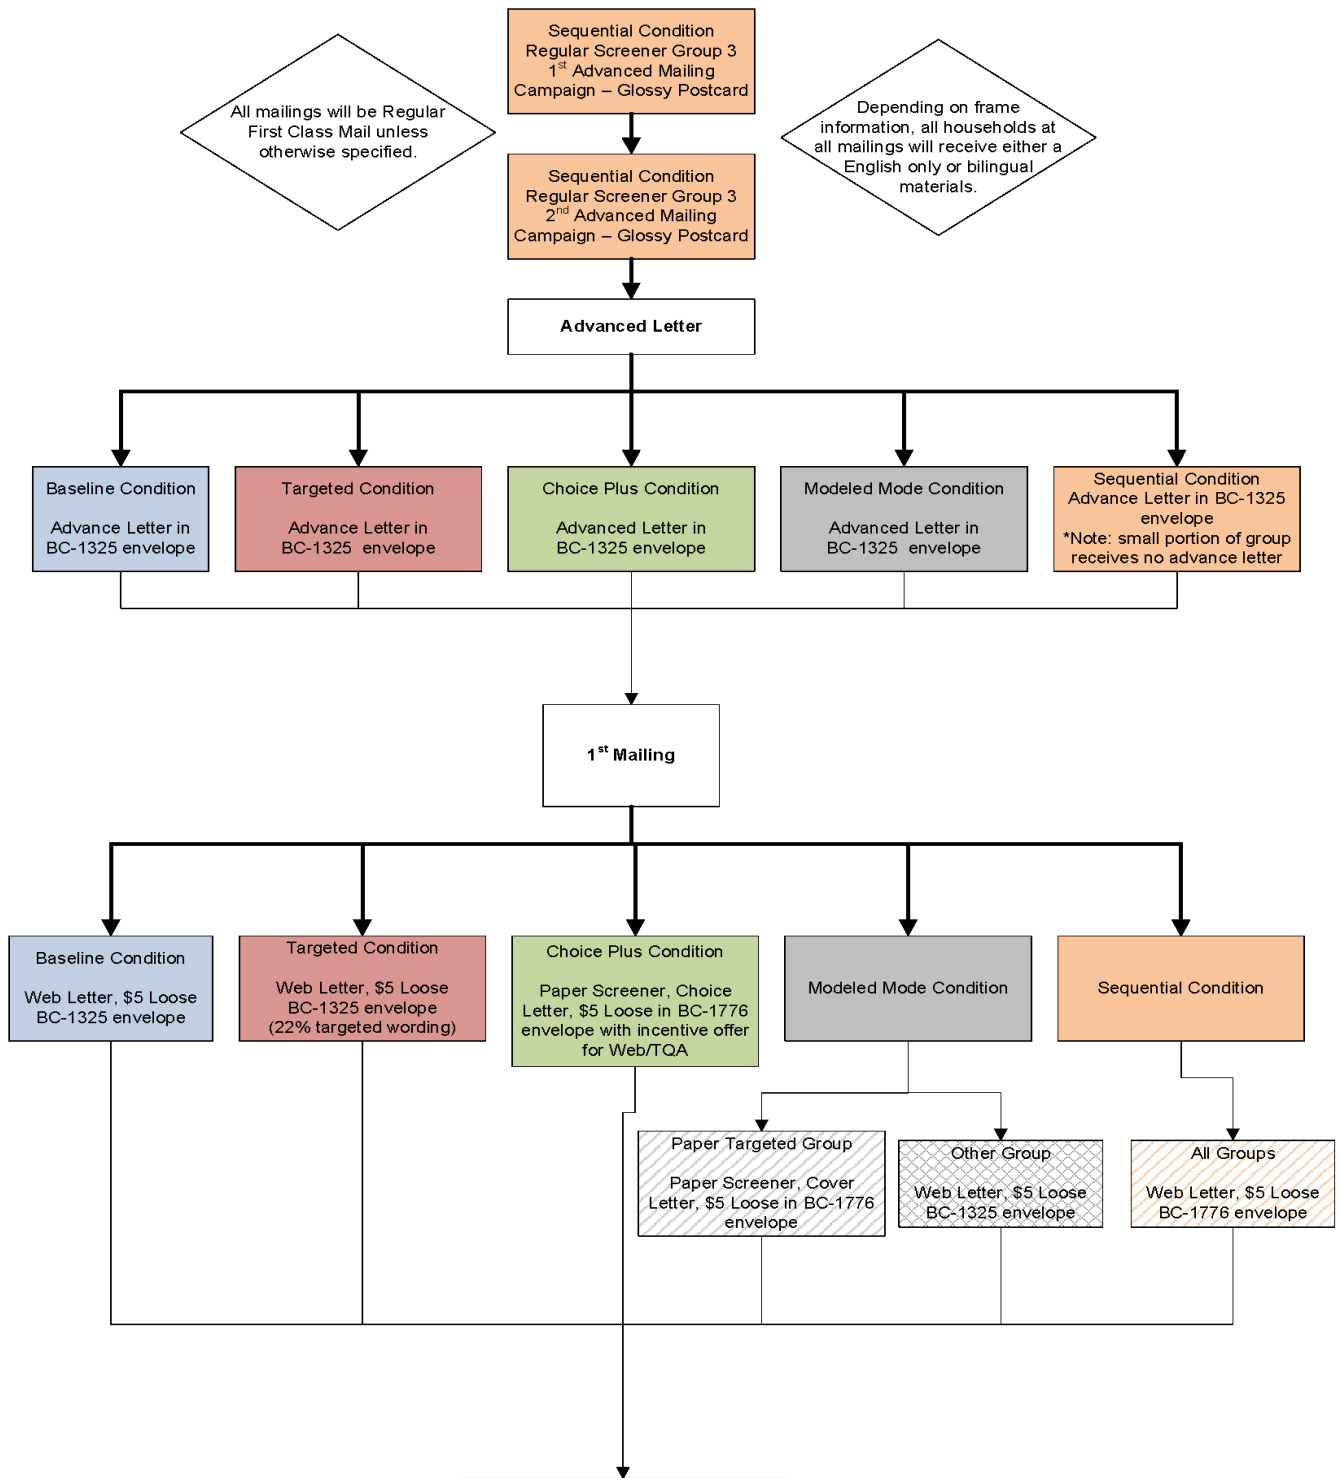 Sequential Condition
Regular Screener Group 3
1st Advanced Mailing
Campaign – Glossy Postcard
All mailings will be Regular
First Class Mail unless
otherwise specified.
Depending on frame
information, all households at
all mailings will receive either a
English only or bilingual
materials.
Sequential Condition
Regular Screener Group 3
2nd Advanced Mailing
Campaign – Glossy Postcard
Advanced Letter
Baseline Condition
Advance Letter in
BC-1325 envelope
Targeted Condition
Advance Letter in
BC-1325 envelope
Choice Plus Condition
Advanced Letter in
BC-1325 envelope
Modeled Mode Condition
Advanced Letter in
BC-1325 envelope
Sequential Condition
Advance Letter in BC-1325
envelope
*Note: small portion of group
receives no advance letter
1st Mailing
Baseline Condition
Web Letter, $5 Loose
BC-1325 envelope
Targeted Condition
Web Letter, $5 Loose
BC-1325 envelope
(22% targeted wording)
Choice Plus Condition
Paper Screener, Choice
Letter, $5 Loose in BC-1776
envelope with incentive offer
for Web/TQA
Modeled Mode Condition
Sequential Condition
Paper Targeted Group
Paper Screener, Cover
Letter, $5 Loose in BC-1776
envelope
Other Group
Web Letter, $5 Loose
BC-1325 envelope
All Groups
Web Letter, $5 Loose
BC-1776 envelope